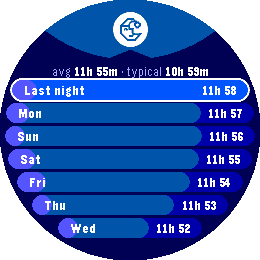 avg 11h 55m · typical 10h 59m
Last night 11h 58
Mon 11h 57
Sun 11h 56
Sat 11h 55
Fri 11h 54
Thu 11h 53
Wed 11h 52